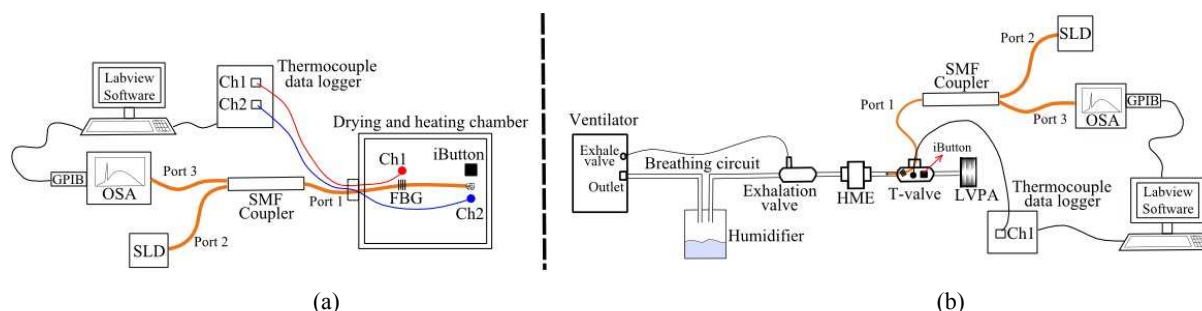 Labview
Software
Thermocouple
data logger
Ch1
Ch2
GPIB
OSA
Port 3
SMF
Coupler
Port 2
SLD
Port 1
Drying and heating chamber
Ch1
FBG
iButton
Ch2
(a)
Ventilator
Exhale
valve
Outlet
Breathing circuit
Humidifier
Exhalation
valve
HME
T-valve
iButton
LVPA
Port 1
SMF
Coupler
Port 2
SLD
Port 3
OSA
GPIB
Thermocouple
data logger
Ch1
Labview
Software
(b)